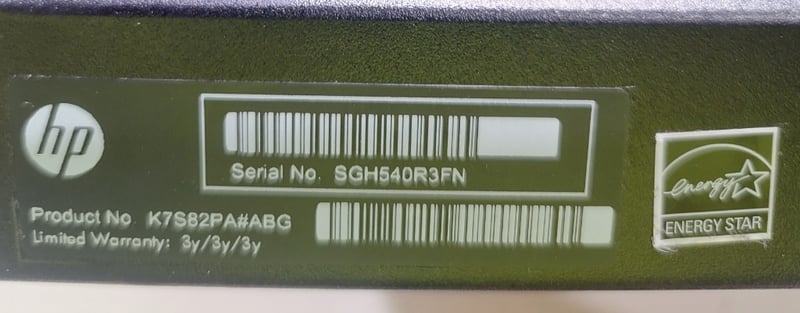 hp
Serial No. SGH540R3FN
Product No. K7S82PA#ABG
Limited Warranty: 3y/3y/3y
energy
ENERGY STAR